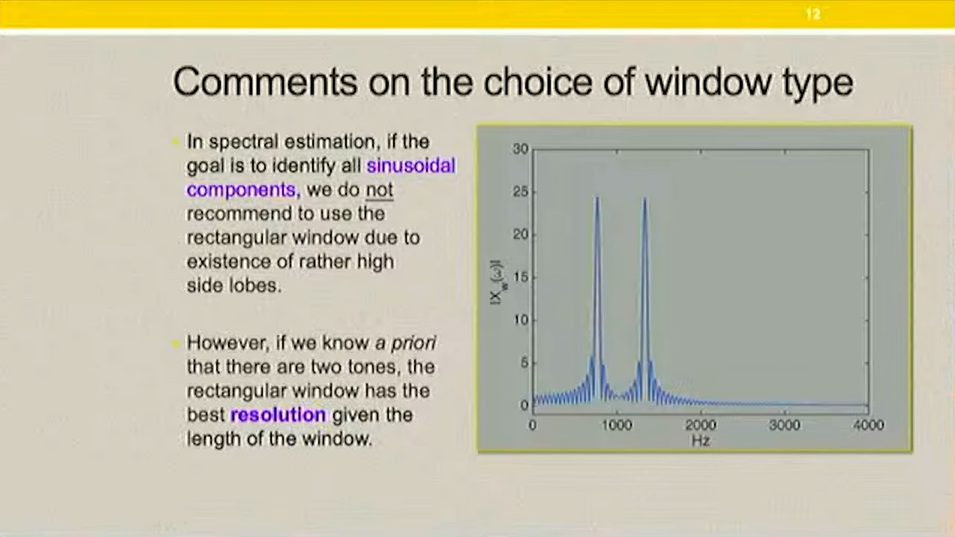 12
Comments on the choice of window type
In spectral estimation, if the
goal is to identify all sinusoidal
components, we do not
recommend to use the
rectangular window due to
existence of rather high
side lobes.
However, if we know a priori
that there are two tones, the
rectangular window has the
best resolution given the
length of the window.
30
25
20
15
10
5
0
|Xw(ω)|
0 1000 2000 3000 4000
Hz